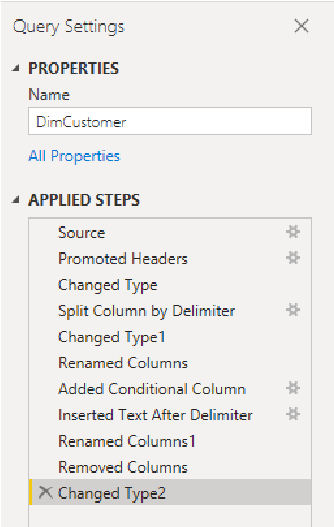 Query Settings
PROPERTIES
Name
DimCustomer
All Properties
APPLIED STEPS
Source
Promoted Headers
Changed Type
Split Column by Delimiter
Changed Type1
Renamed Columns
Added Conditional Column
Inserted Text After Delimiter
Renamed Columns1
Removed Columns
Changed Type2